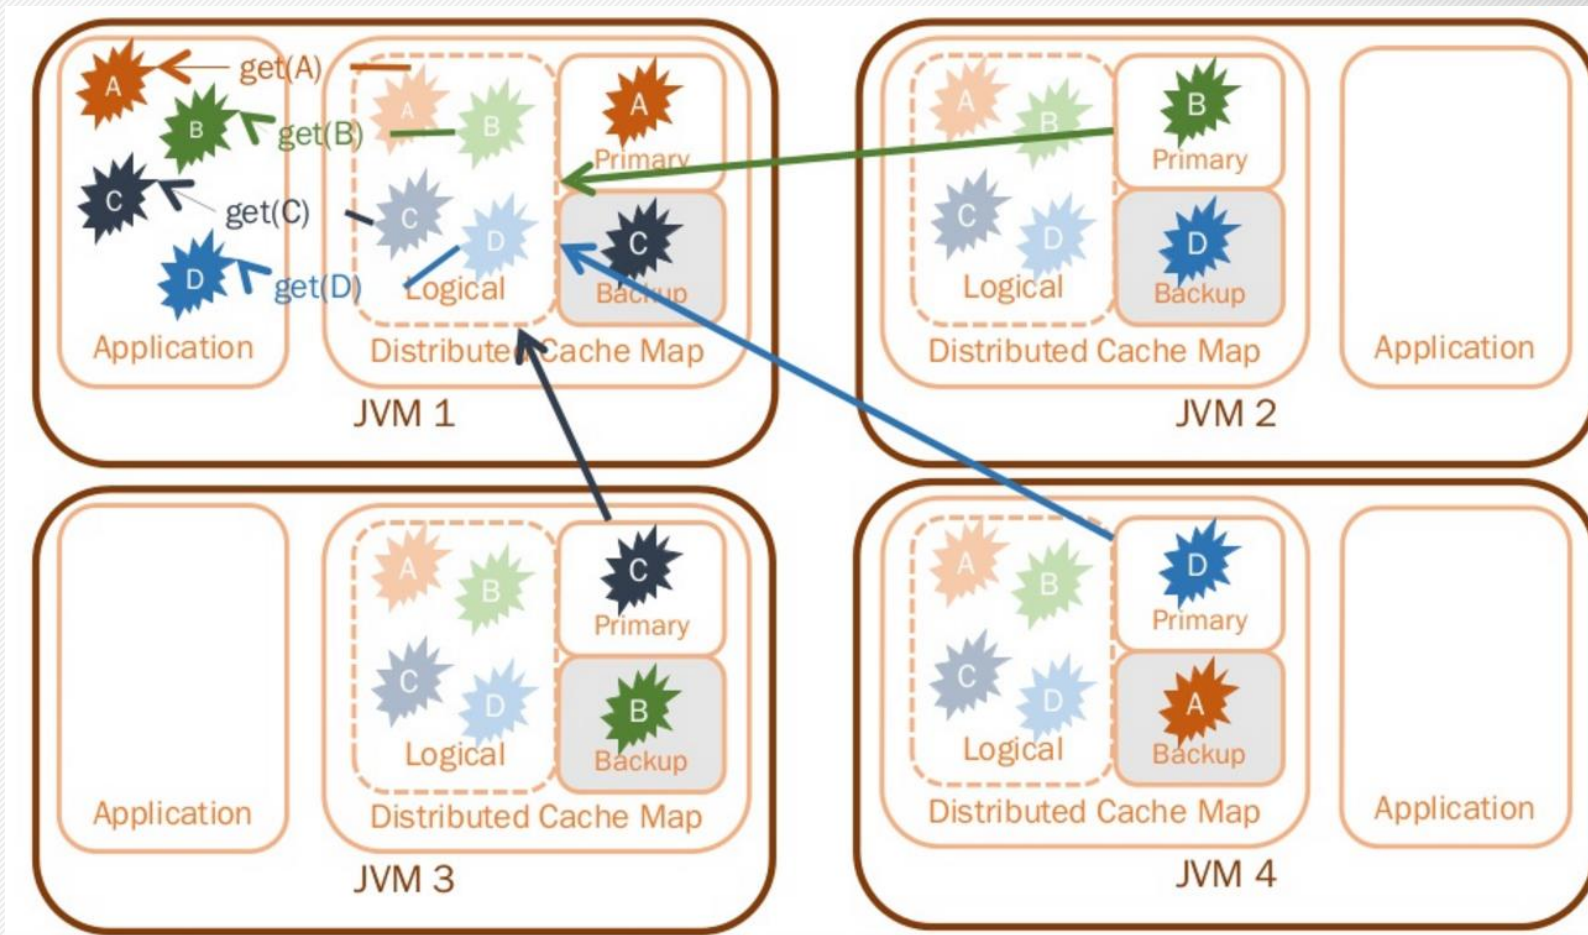 A
get(A)
A
A
B
get(B)
B
Primary
C
get(C)
C
D
C
D
get(D)
Logical
Backup
Application
Distributed Cache Map
JVM 1
A
B
B
Primary
C
D
D
Logical
Backup
Distributed Cache Map
Application
JVM 2
A
B
C
Primary
C
D
B
Logical
Backup
Application
Distributed Cache Map
JVM 3
A
B
D
Primary
C
D
A
Logical
Backup
Distributed Cache Map
Application
JVM 4